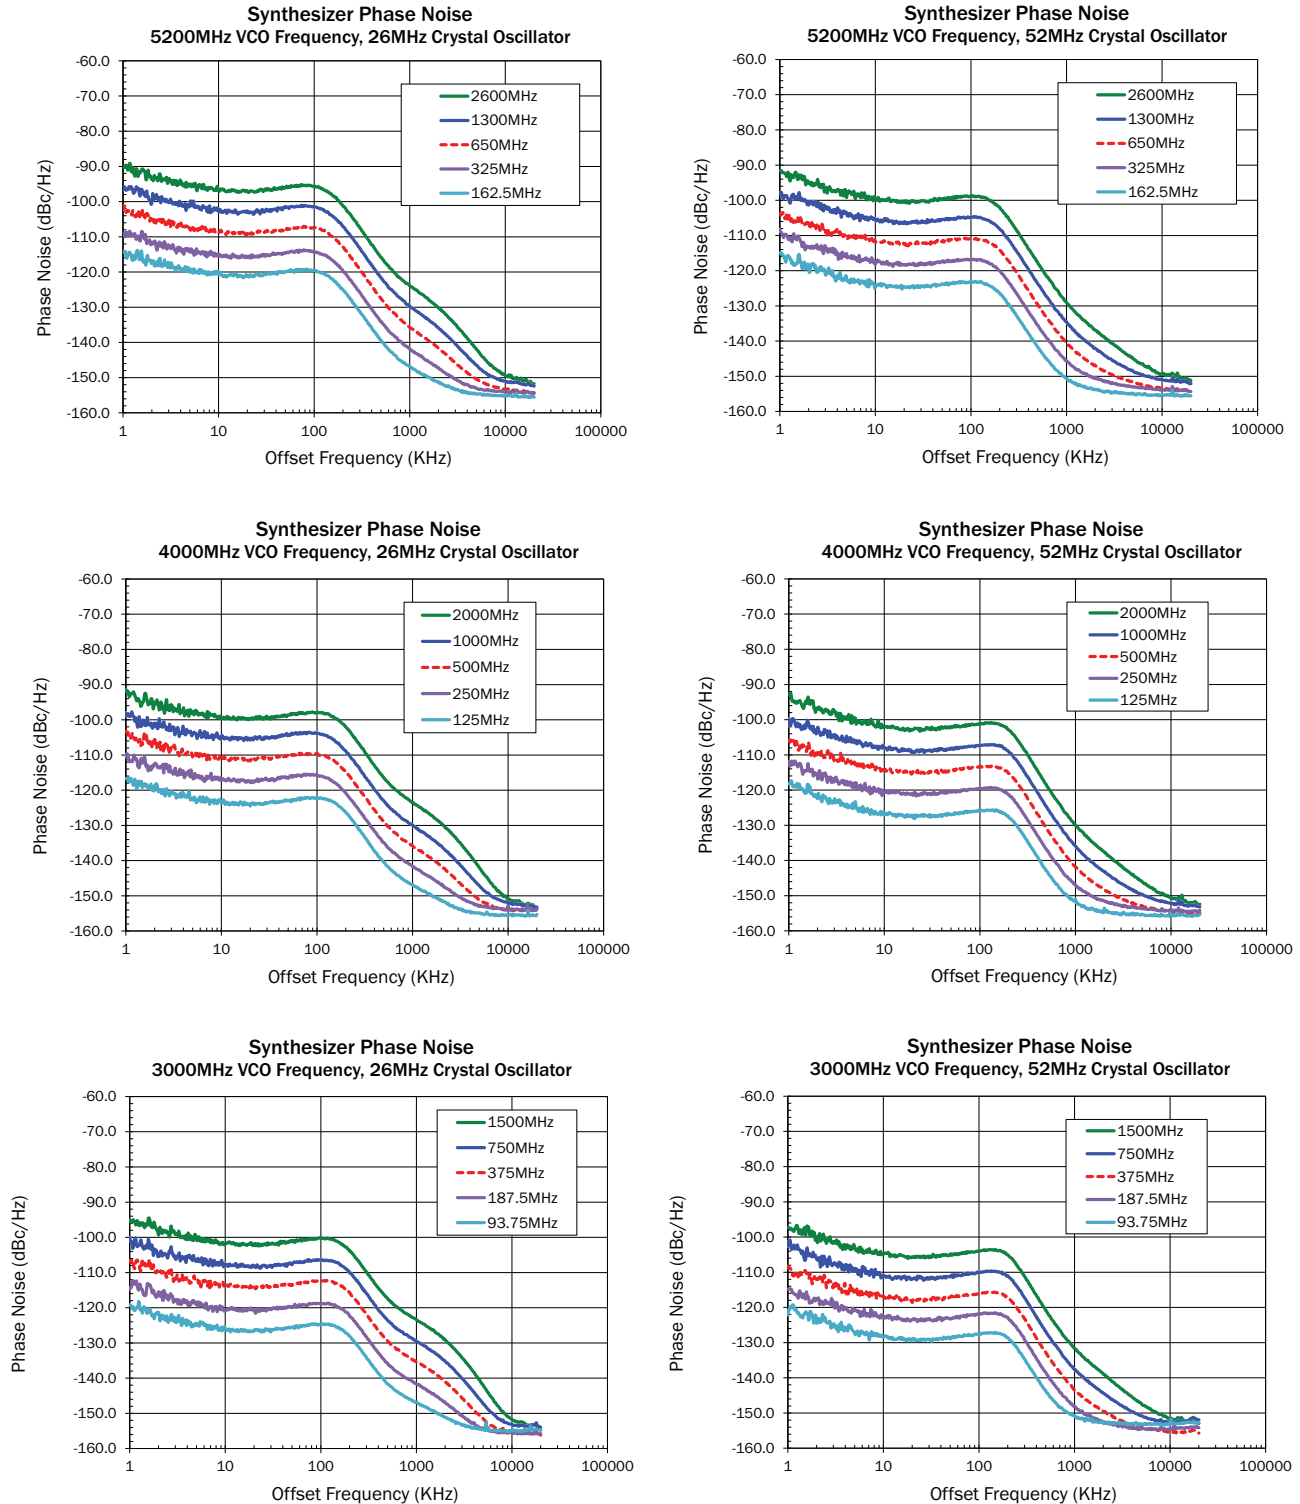 Synthesizer Phase Noise
5200MHz VCO Frequency, 26MHz Crystal Oscillator
-60.0
-70.0
-80.0
-90.0
-100.0
-110.0
-120.0
-130.0
-140.0
-150.0
-160.0
Phase Noise (dBc/Hz)
2600MHz
1300MHz
650MHz
325MHz
162.5MHz
1 10 100 1000 10000 100000
Offset Frequency (KHz)
Synthesizer Phase Noise
5200MHz VCO Frequency, 52MHz Crystal Oscillator
-60.0
-70.0
-80.0
-90.0
-100.0
-110.0
-120.0
-130.0
-140.0
-150.0
-160.0
Phase Noise (dBc/Hz)
2600MHz
1300MHz
650MHz
325MHz
162.5MHz
1 10 100 1000 10000 100000
Offset Frequency (KHz)
Synthesizer Phase Noise
4000MHz VCO Frequency, 26MHz Crystal Oscillator
-60.0
-70.0
-80.0
-90.0
-100.0
-110.0
-120.0
-130.0
-140.0
-150.0
-160.0
Phase Noise (dBc/Hz)
2000MHz
1000MHz
500MHz
250MHz
125MHz
1 10 100 1000 10000 100000
Offset Frequency (KHz)
Synthesizer Phase Noise
4000MHz VCO Frequency, 52MHz Crystal Oscillator
-60.0
-70.0
-80.0
-90.0
-100.0
-110.0
-120.0
-130.0
-140.0
-150.0
-160.0
Phase Noise (dBc/Hz)
2000MHz
1000MHz
500MHz
250MHz
125MHz
1 10 100 1000 10000 100000
Offset Frequency (KHz)
Synthesizer Phase Noise
3000MHz VCO Frequency, 26MHz Crystal Oscillator
-60.0
-70.0
-80.0
-90.0
-100.0
-110.0
-120.0
-130.0
-140.0
-150.0
-160.0
Phase Noise (dBc/Hz)
1500MHz
750MHz
375MHz
187.5MHz
93.75MHz
1 10 100 1000 10000 100000
Offset Frequency (KHz)
Synthesizer Phase Noise
3000MHz VCO Frequency, 52MHz Crystal Oscillator
-60.0
-70.0
-80.0
-90.0
-100.0
-110.0
-120.0
-130.0
-140.0
-150.0
-160.0
Phase Noise (dBc/Hz)
1500MHz
750MHz
375MHz
187.5MHz
93.75MHz
1 10 100 1000 10000 100000
Offset Frequency (KHz)